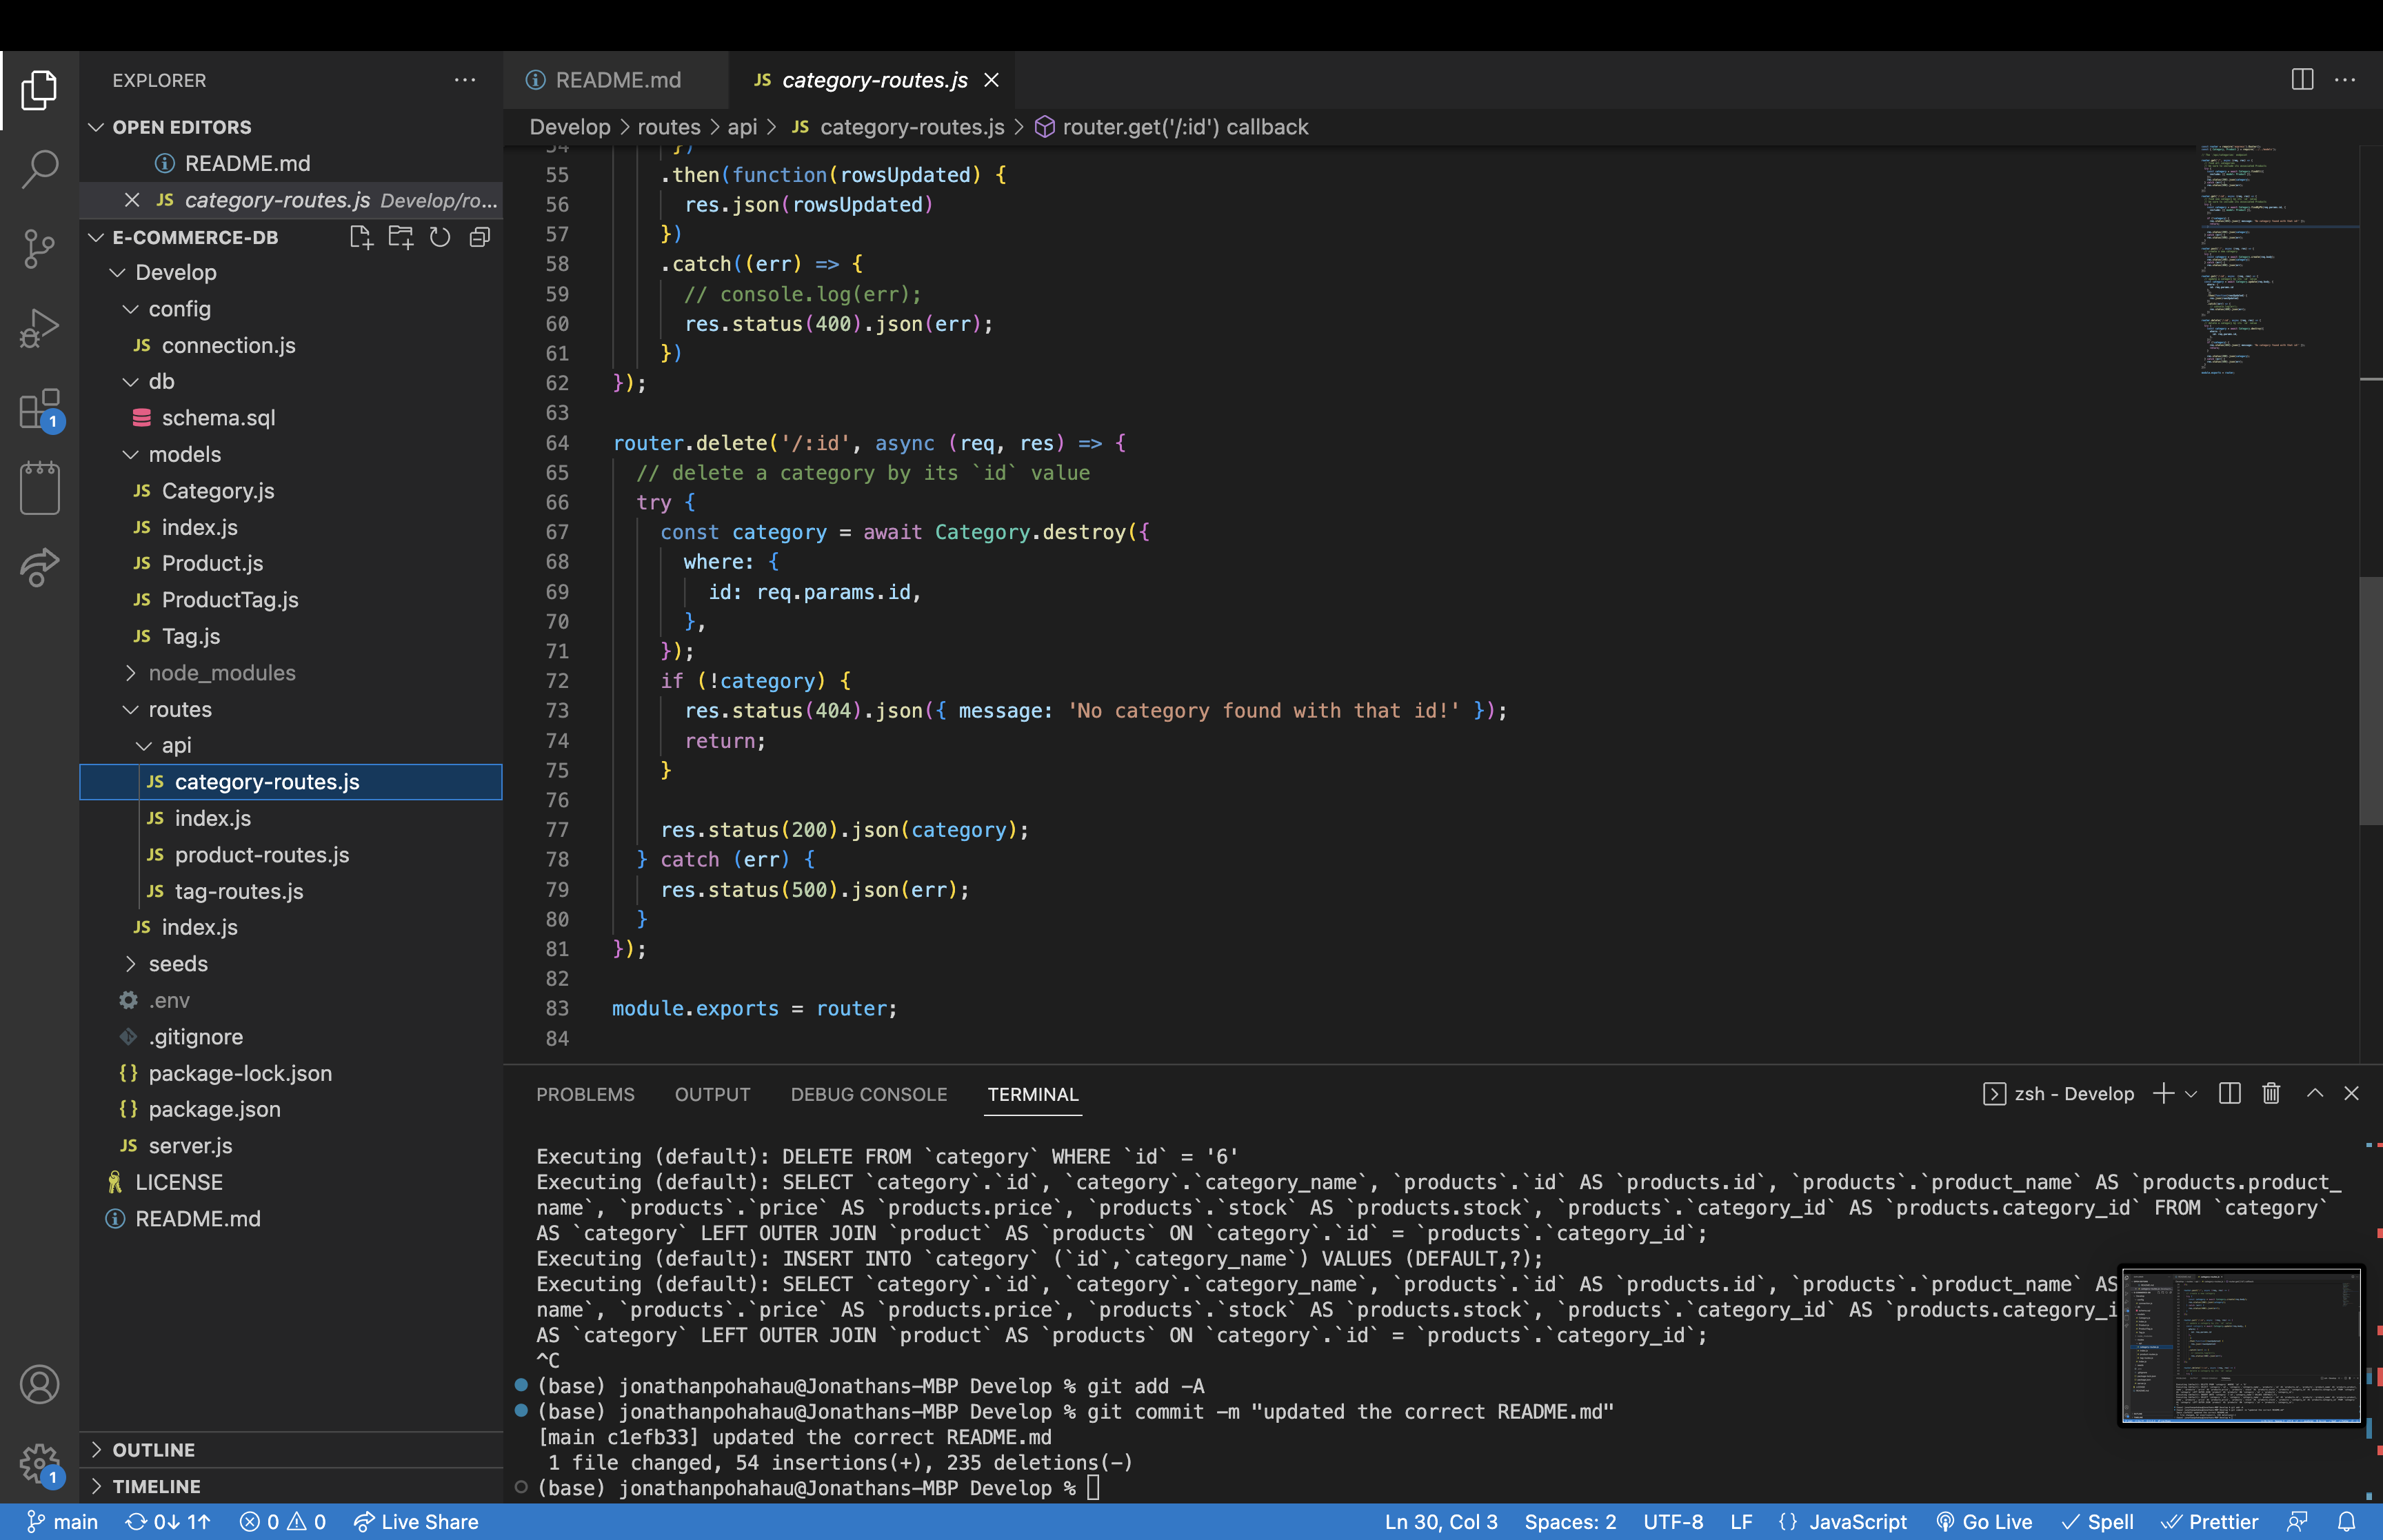 EXPLORER
OPEN EDITORS
README.md
JS category-routes.js Develop/ro...
E-COMMERCE-DB
Develop
config
JS connection.js
db
schema.sql
models
JS Category.js
JS index.js
JS Product.js
JS ProductTag.js
JS Tag.js
node_modules
routes
api
JS category-routes.js
JS index.js
JS product-routes.js
JS tag-routes.js
JS index.js
seeds
.env
.gitignore
{} package-lock.json
{} package.json
JS server.js
LICENSE
README.md
OUTLINE
TIMELINE
1
1
README.md
JS category-routes.js
Develop > routes > api > JS category-routes.js > router.get('/:id') callback
54 })
55 .then(function(rowsUpdated) {
56 res.json(rowsUpdated)
57 })
58 .catch((err) => {
59 // console.log(err);
60 res.status(400).json(err);
61 })
62 });
63
64 router.delete('/:id', async (req, res) => {
65 // delete a category by its `id` value
66 try {
67 const category = await Category.destroy({
68 where: {
69 id: req.params.id,
70 },
71 });
72 if (!category) {
73 res.status(404).json({ message: 'No category found with that id!' });
74 return;
75 }
76
77 res.status(200).json(category);
78 } catch (err) {
79 res.status(500).json(err);
80 }
81 });
82
83 module.exports = router;
84
PROBLEMS OUTPUT DEBUG CONSOLE TERMINAL
zsh - Develop
Executing (default): DELETE FROM `category` WHERE `id` = '6'
Executing (default): SELECT `category`.`id`, `category`.`category_name`, `products`.`id` AS `products.id`, `products`.`product_name` AS `products.product_
name`, `products`.`price` AS `products.price`, `products`.`stock` AS `products.stock`, `products`.`category_id` AS `products.category_id` FROM `category`
AS `category` LEFT OUTER JOIN `product` AS `products` ON `category`.`id` = `products`.`category_id`;
Executing (default): INSERT INTO `category` (`id`,`category_name`) VALUES (DEFAULT,?);
Executing (default): SELECT `category`.`id`, `category`.`category_name`, `products`.`id` AS `products.id`, `products`.`product_name` AS
name`, `products`.`price` AS `products.price`, `products`.`stock` AS `products.stock`, `products`.`category_id` AS `products.category_i
AS `category` LEFT OUTER JOIN `product` AS `products` ON `category`.`id` = `products`.`category_id`;
^C
(base) jonathanpohahau@Jonathans-MBP Develop % git add -A
(base) jonathanpohahau@Jonathans-MBP Develop % git commit -m "updated the correct README.md"
[main c1efb33] updated the correct README.md
1 file changed, 54 insertions(+), 235 deletions(-)
(base) jonathanpohahau@Jonathans-MBP Develop %
main 0↓ 1↑ 0 0 Live Share
Ln 30, Col 3 Spaces: 2 UTF-8 LF {} JavaScript Go Live Spell Prettier